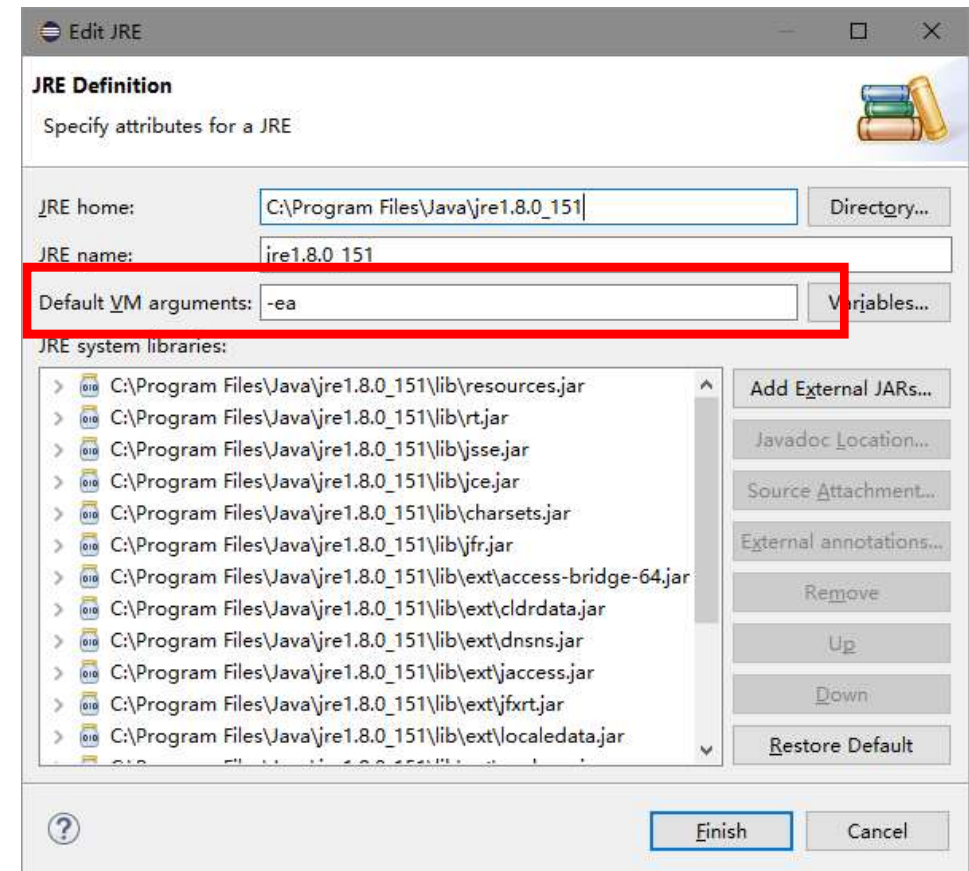 Edit JRE
JRE Definition
Specify attributes for a JRE
JRE home: C:\Program Files\Java\jre1.8.0_151 Directory...
JRE name: jre1.8.0_151
Default VM arguments: -ea Variables...
JRE system libraries:
C:\Program Files\Java\jre1.8.0_151\lib\resources.jar
C:\Program Files\Java\jre1.8.0_151\lib\rt.jar
C:\Program Files\Java\jre1.8.0_151\lib\jsse.jar
C:\Program Files\Java\jre1.8.0_151\lib\jce.jar
C:\Program Files\Java\jre1.8.0_151\lib\charsets.jar
C:\Program Files\Java\jre1.8.0_151\lib\jfr.jar
C:\Program Files\Java\jre1.8.0_151\lib\ext\access-bridge-64.jar
C:\Program Files\Java\jre1.8.0_151\lib\ext\cldrdata.jar
C:\Program Files\Java\jre1.8.0_151\lib\ext\dnsns.jar
C:\Program Files\Java\jre1.8.0_151\lib\ext\jaccess.jar
C:\Program Files\Java\jre1.8.0_151\lib\ext\jfxrt.jar
C:\Program Files\Java\jre1.8.0_151\lib\ext\localedata.jar
Add External JARs...
Javadoc Location...
Source Attachment...
External annotations...
Remove
Up
Down
Restore Default
Finish Cancel